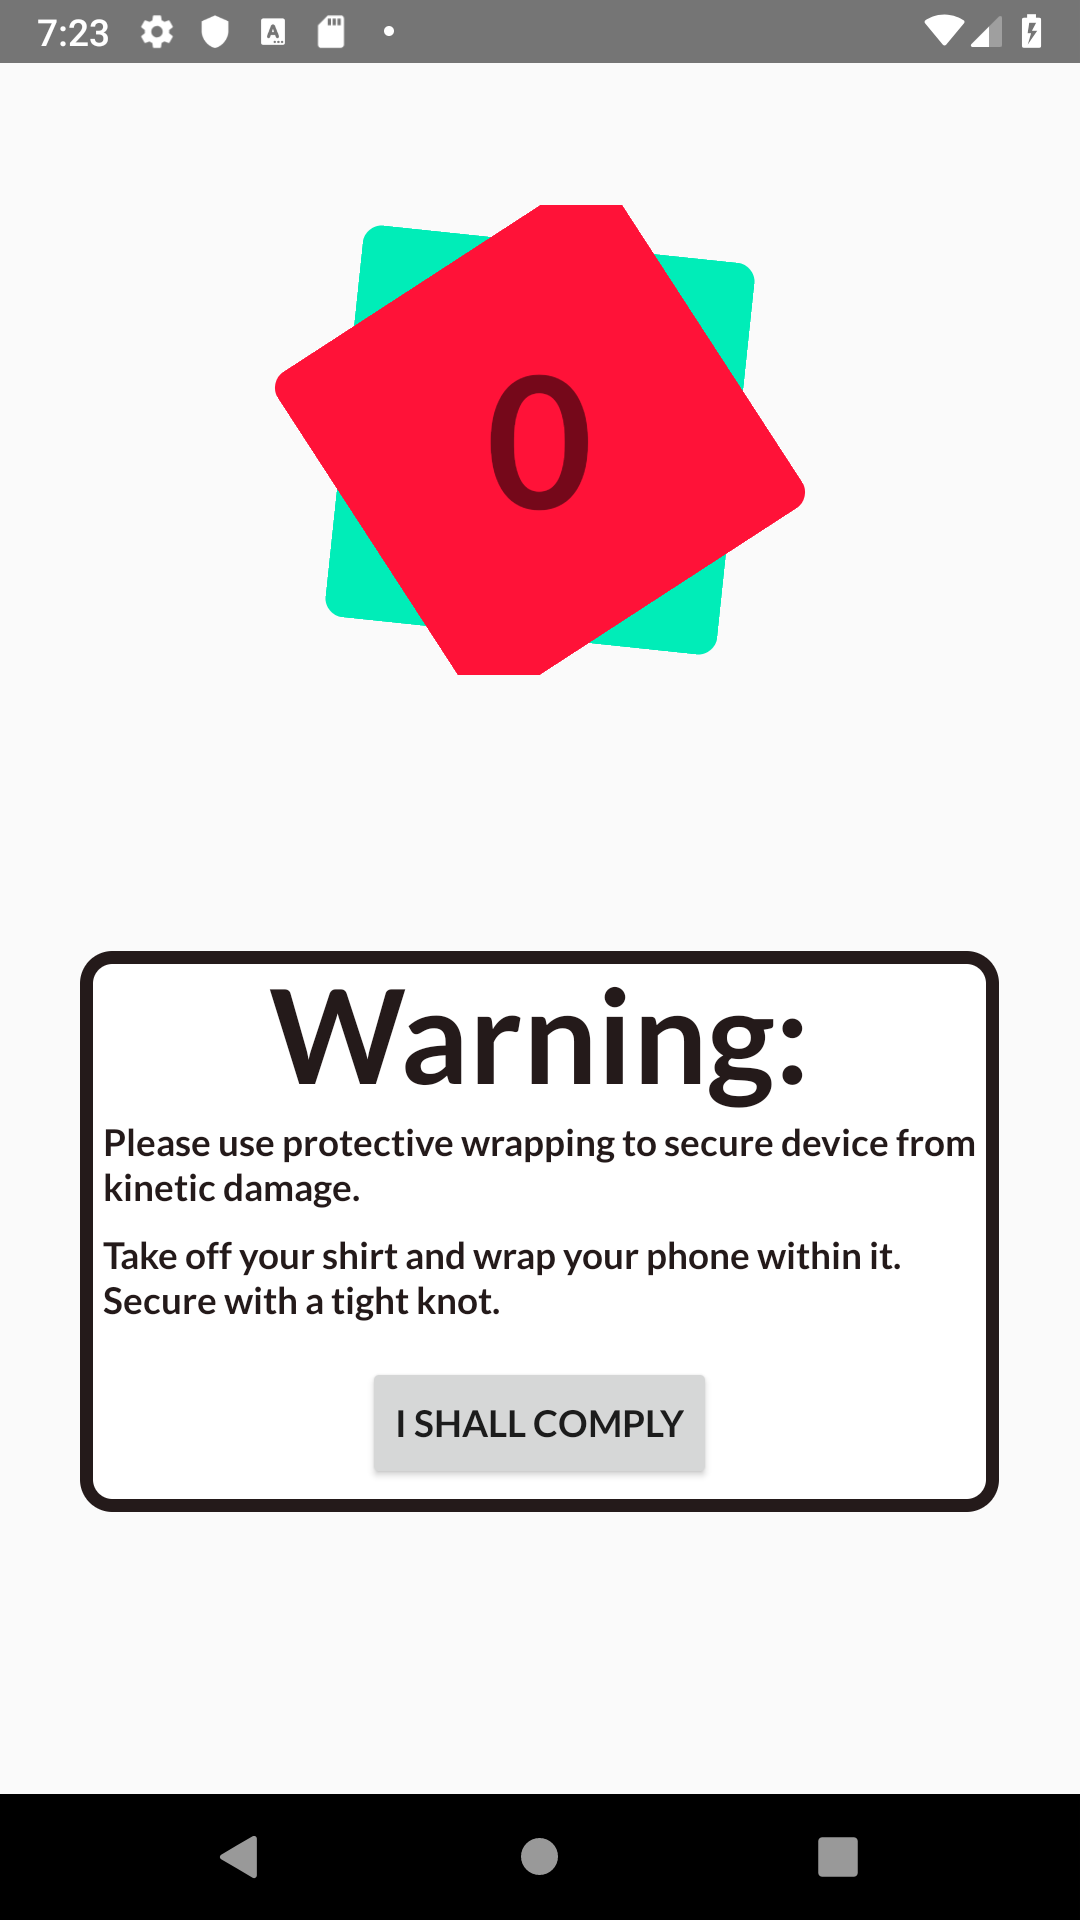 7:23
0
Warning:
Please use protective wrapping to secure device from
kinetic damage.
Take off your shirt and wrap your phone within it.
Secure with a tight knot.
I SHALL COMPLY